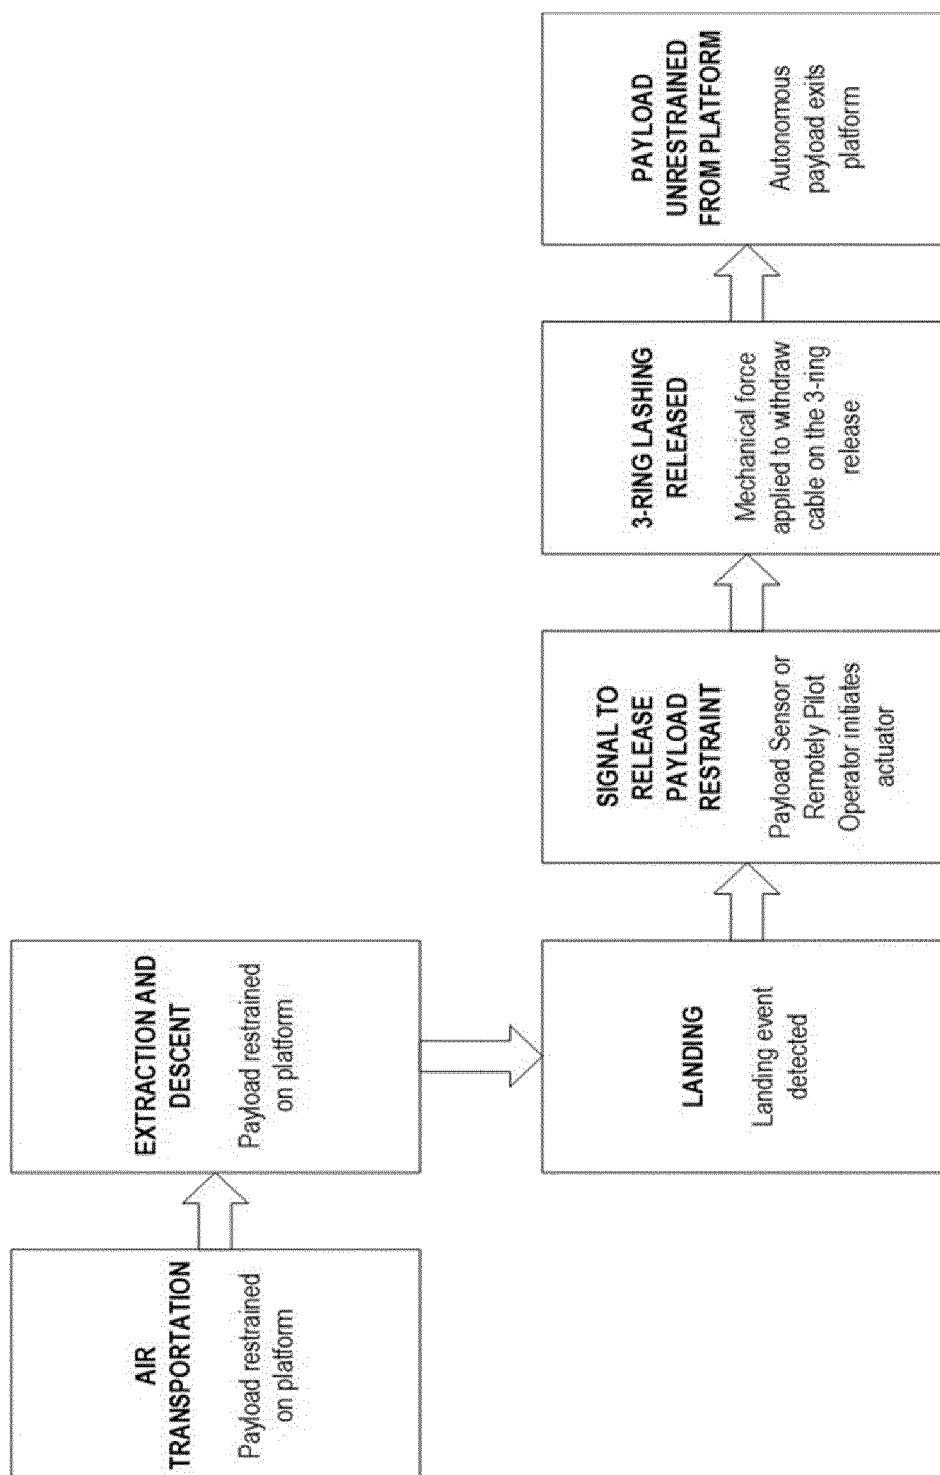 AIR
TRANSPORTATION
Payload restrained
on platform
EXTRACTION AND
DESCENT
Payload restrained
on platform
LANDING
Landing event
detected
SIGNAL TO
RELEASE
PAYLOAD
RESTRAINT
Payload Sensor or
Remotely Pilot
Operator initiates
actuator
3-RING LASHING
RELEASED
Mechanical force
applied to withdraw
cable on the 3-ring
release
PAYLOAD
UNRESTRAINED
FROM PLATFORM
Autonomous
payload exits
platform